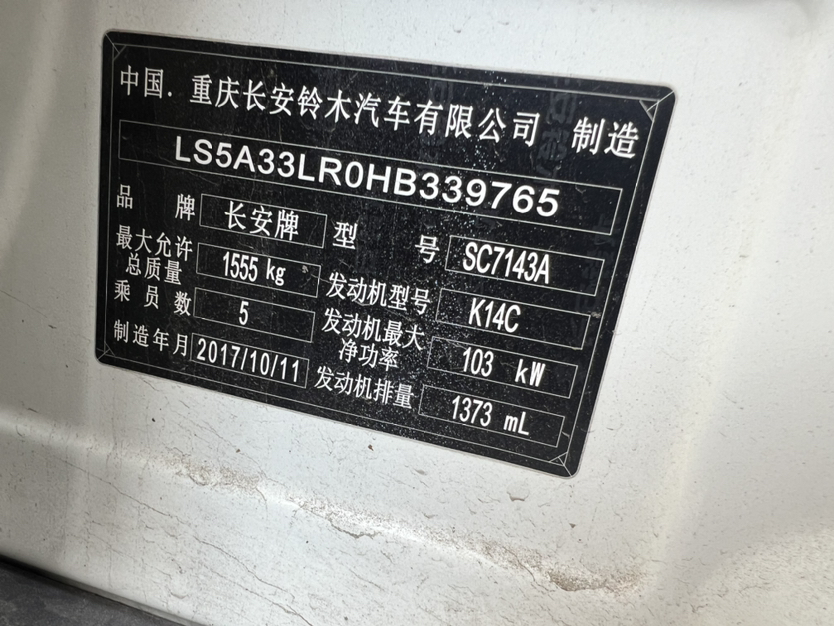 中国. 重庆长安铃木汽车有限公司 制造
LS5A33LR0HB339765
品牌 长安牌 型号 SC7143A
最大允许总质量 1555 kg 发动机型号 K14C
乘员数 5 发动机最大净功率 103 kW
制造年月 2017/10/11 发动机排量 1373 mL